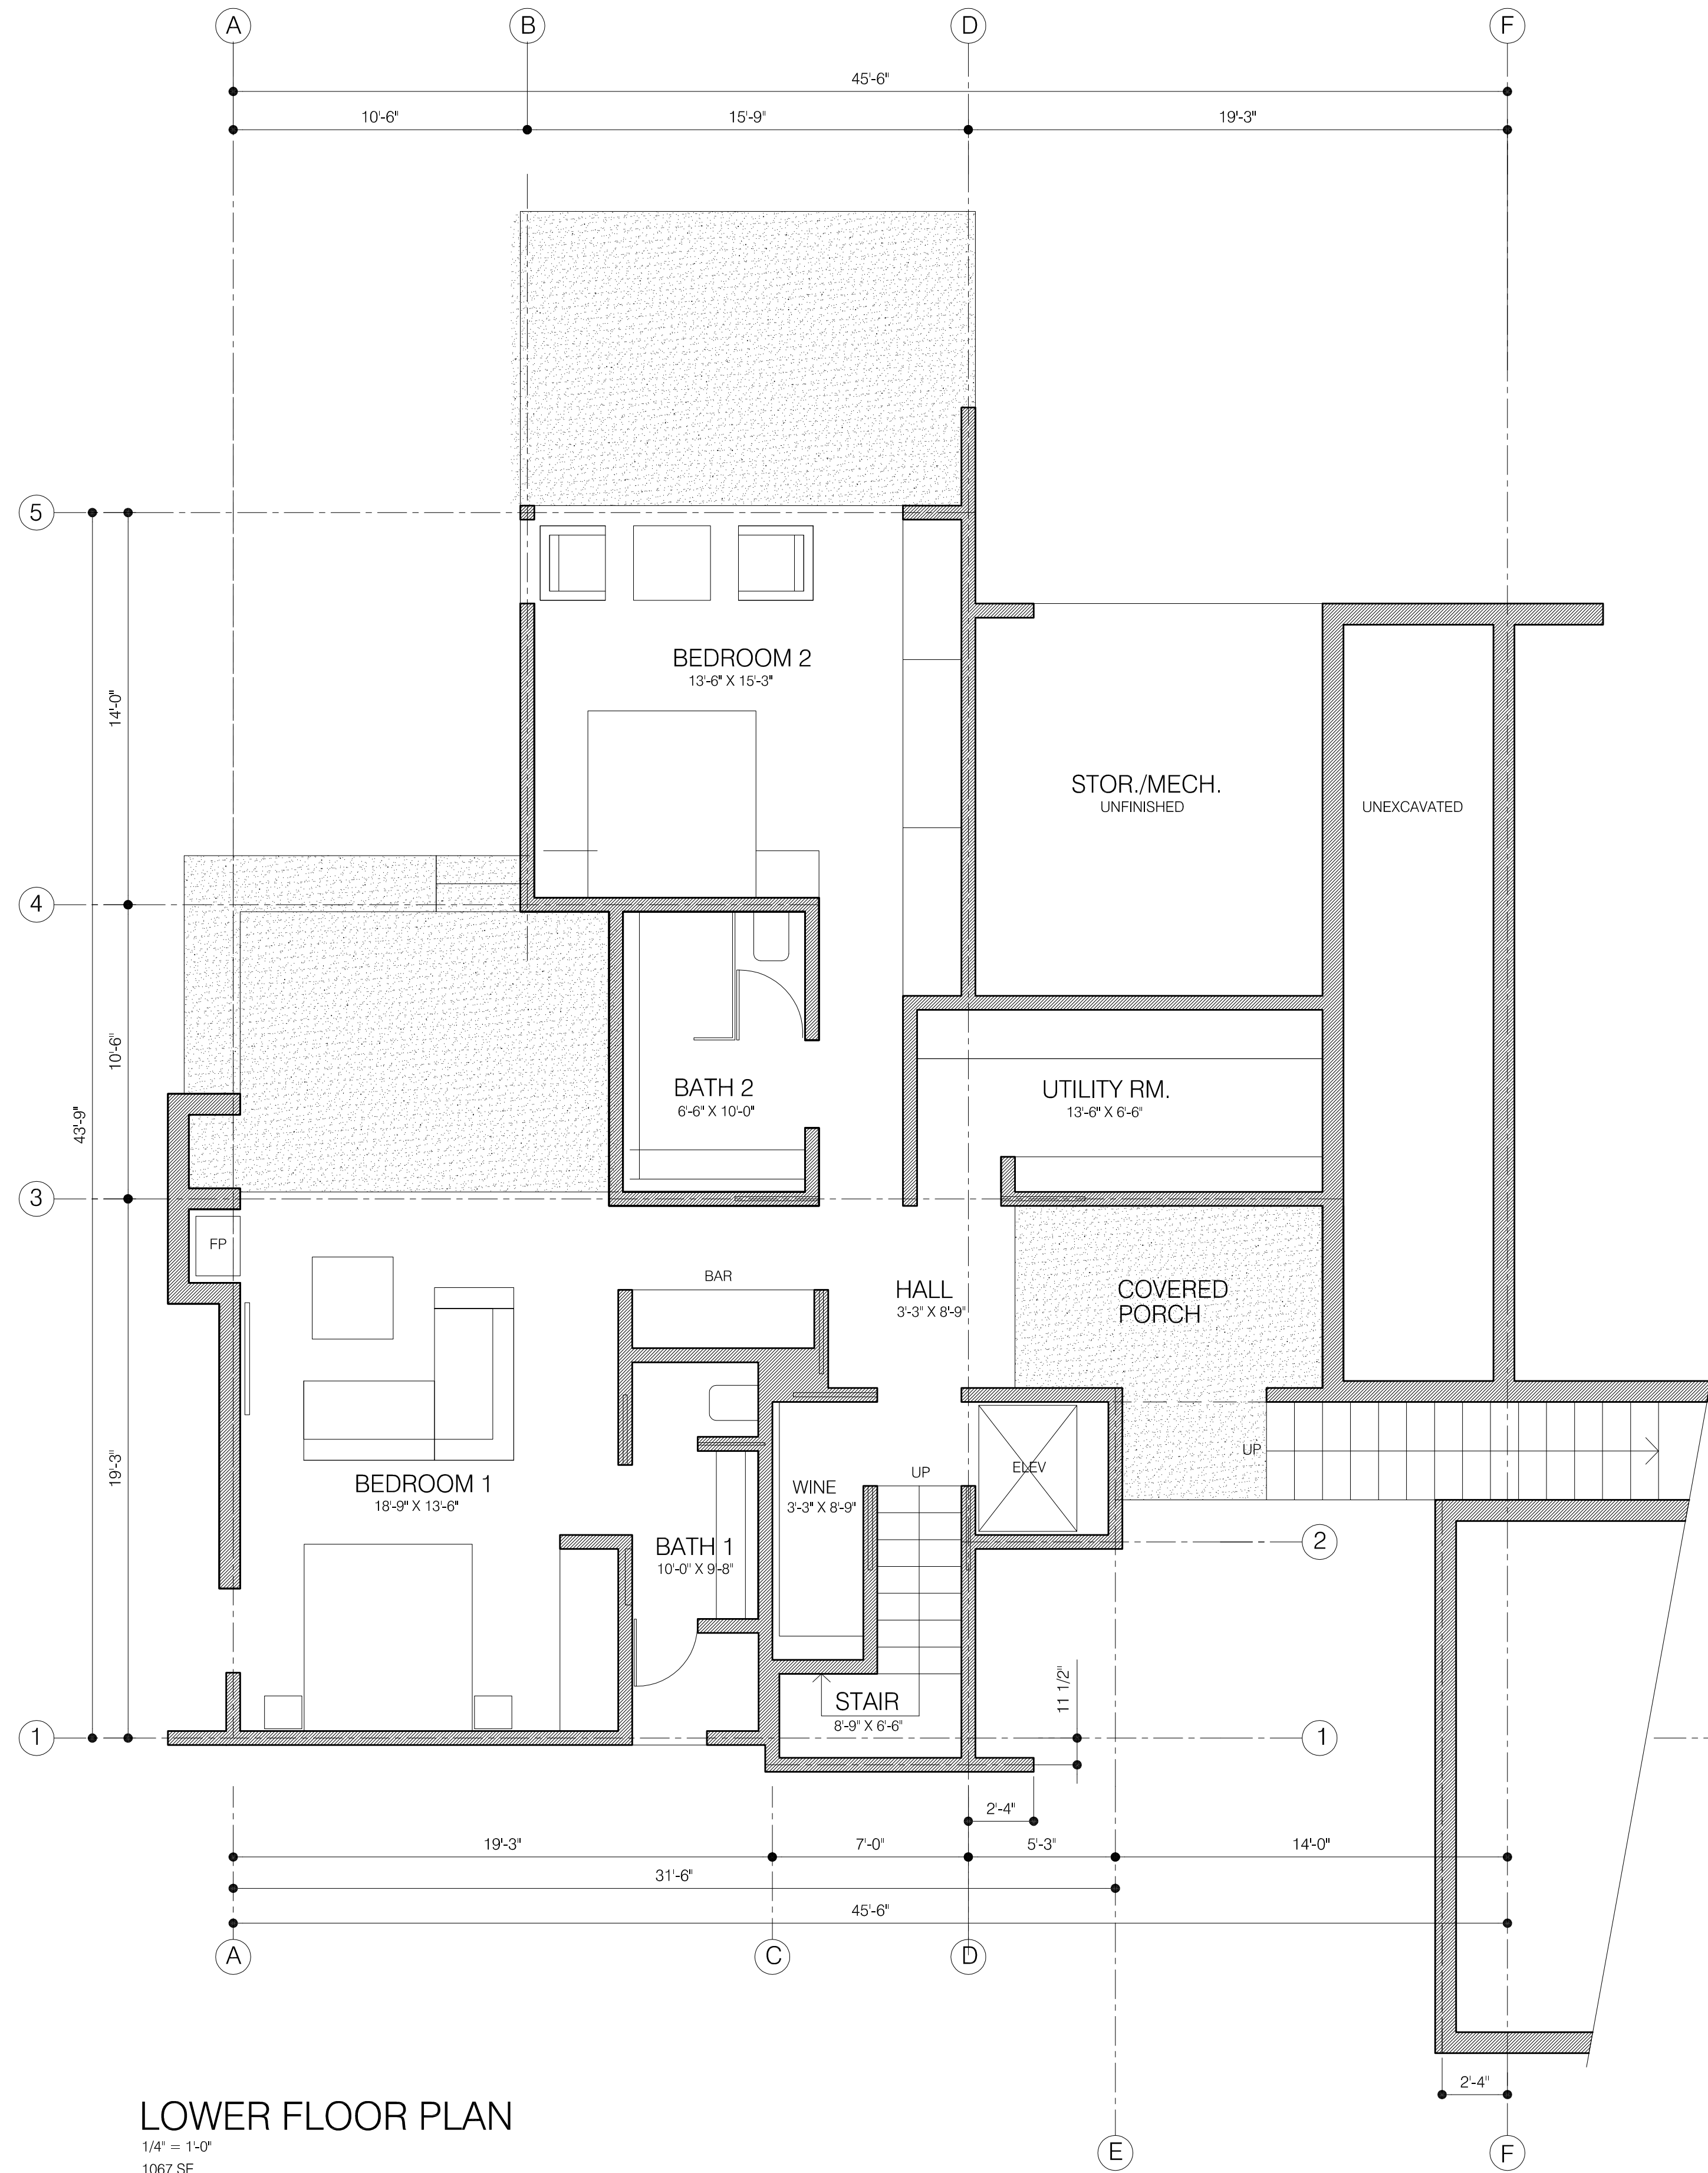 A
B
D
F
45'-6"
10'-6"
15'-9"
19'-3"
5
14'-0"
BEDROOM 2
13'-6" X 15'-3"
STOR./MECH.
UNFINISHED
UNEXCAVATED
4
10'-6"
BATH 2
6'-6" X 10'-0"
UTILITY RM.
13'-6" X 6'-6"
43'-9"
3
FP
BAR
HALL
3'-3" X 8'-9"
COVERED
PORCH
19'-3"
BEDROOM 1
18'-9" X 13'-6"
WINE
3'-3" X 8'-9"
UP
ELEV
UP
BATH 1
10'-0" X 9'-8"
2
STAIR
8'-9" X 6'-6"
11 1/2"
1
1
2'-4"
19'-3"
7'-0"
5'-3"
14'-0"
31'-6"
45'-6"
A
C
D
2'-4"
E
F
LOWER FLOOR PLAN
1/4" = 1'-0"
1067 SF